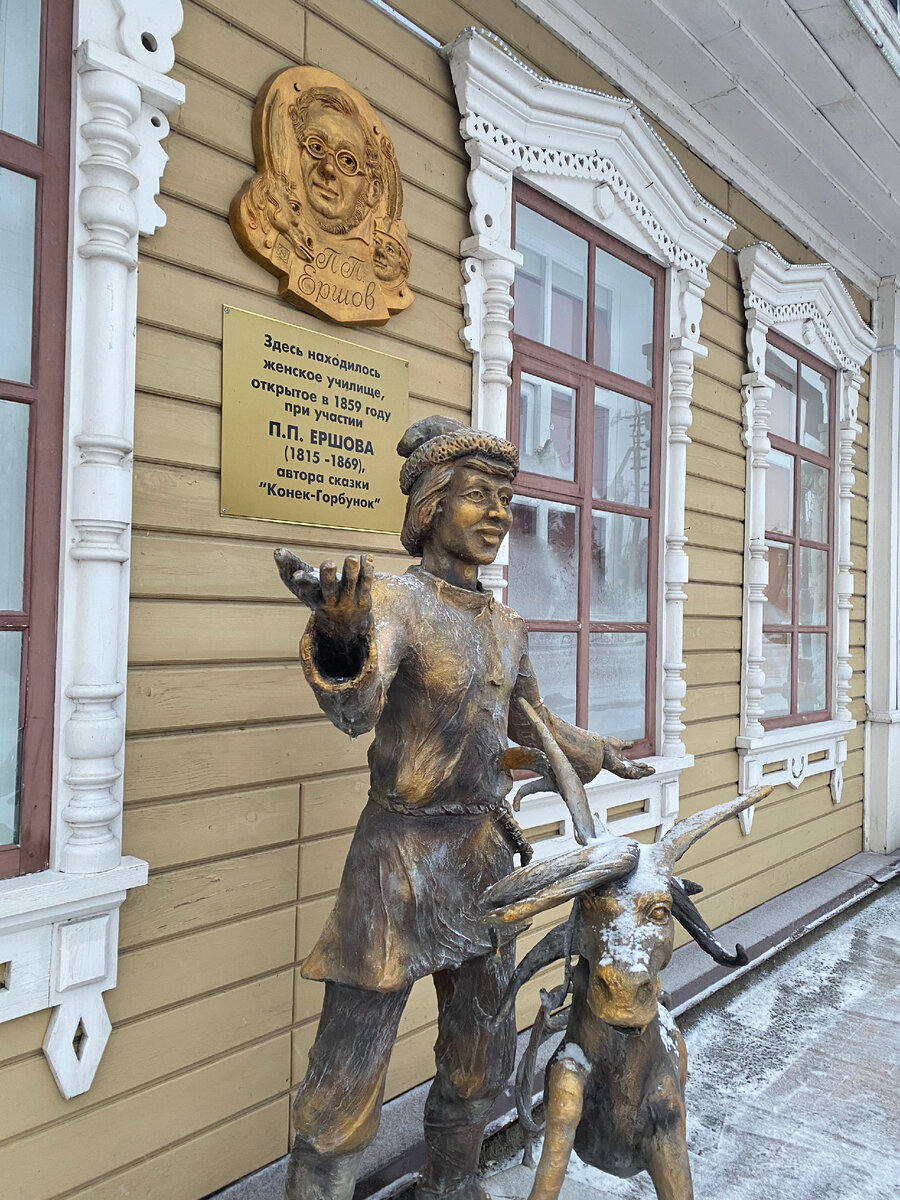 П.П.
Ершов
Здесь находилось
женское училище,
открытое в 1859 году
при участии
П.П. ЕРШОВА
(1815 -1869),
автора сказки
"Конек-Горбунок"